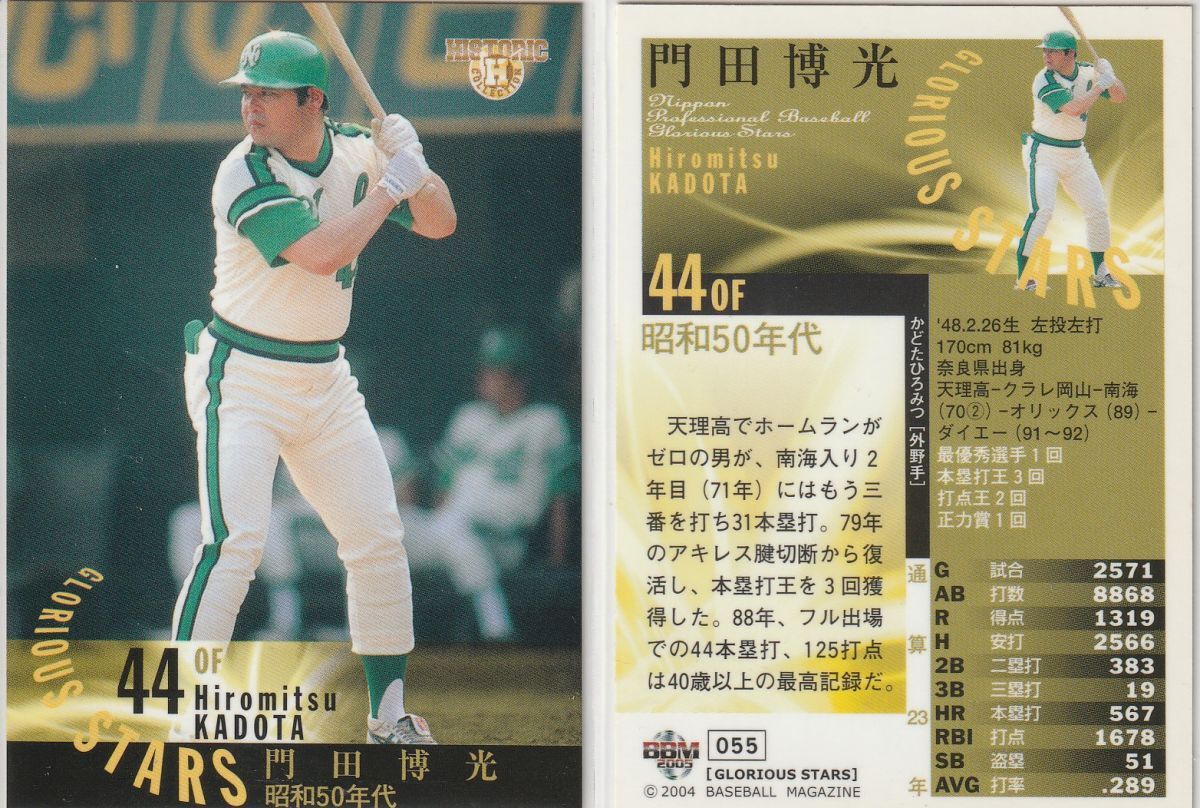 HISTORIC
H
COLLECTION
N
GLORIOUS STARS
44
OF
Hiromitsu
KADOTA
門田博光
昭和50年代
門田博光
Nippon
Professional Baseball
Glorious Stars
Hiromitsu
KADOTA
GLORIOUS STARS
44 OF
昭和50年代
かどたひろみつ [外野手]
'48.2.26生 左投左打
170cm 81kg
奈良県出身
天理高−クラレ岡山−南海
(70②)−オリックス(89)−
ダイエー(91〜92)
最優秀選手1回
本塁打王3回
打点王2回
正力賞1回
天理高でホームランが
ゼロの男が、南海入り2
年目(71年)にはもう三
番を打ち31本塁打。79年
のアキレス腱切断から復
活し、本塁打王を3回獲
得した。88年、フル出場
での44本塁打、125打点
は40歳以上の最高記録だ。
通算23年
G 試合 2571
AB 打数 8868
R 得点 1319
H 安打 2566
2B 二塁打 383
3B 三塁打 19
HR 本塁打 567
RBI 打点 1678
SB 盗塁 51
AVG 打率 .289
BBM
2005
055
[GLORIOUS STARS]
© 2004 BASEBALL MAGAZINE